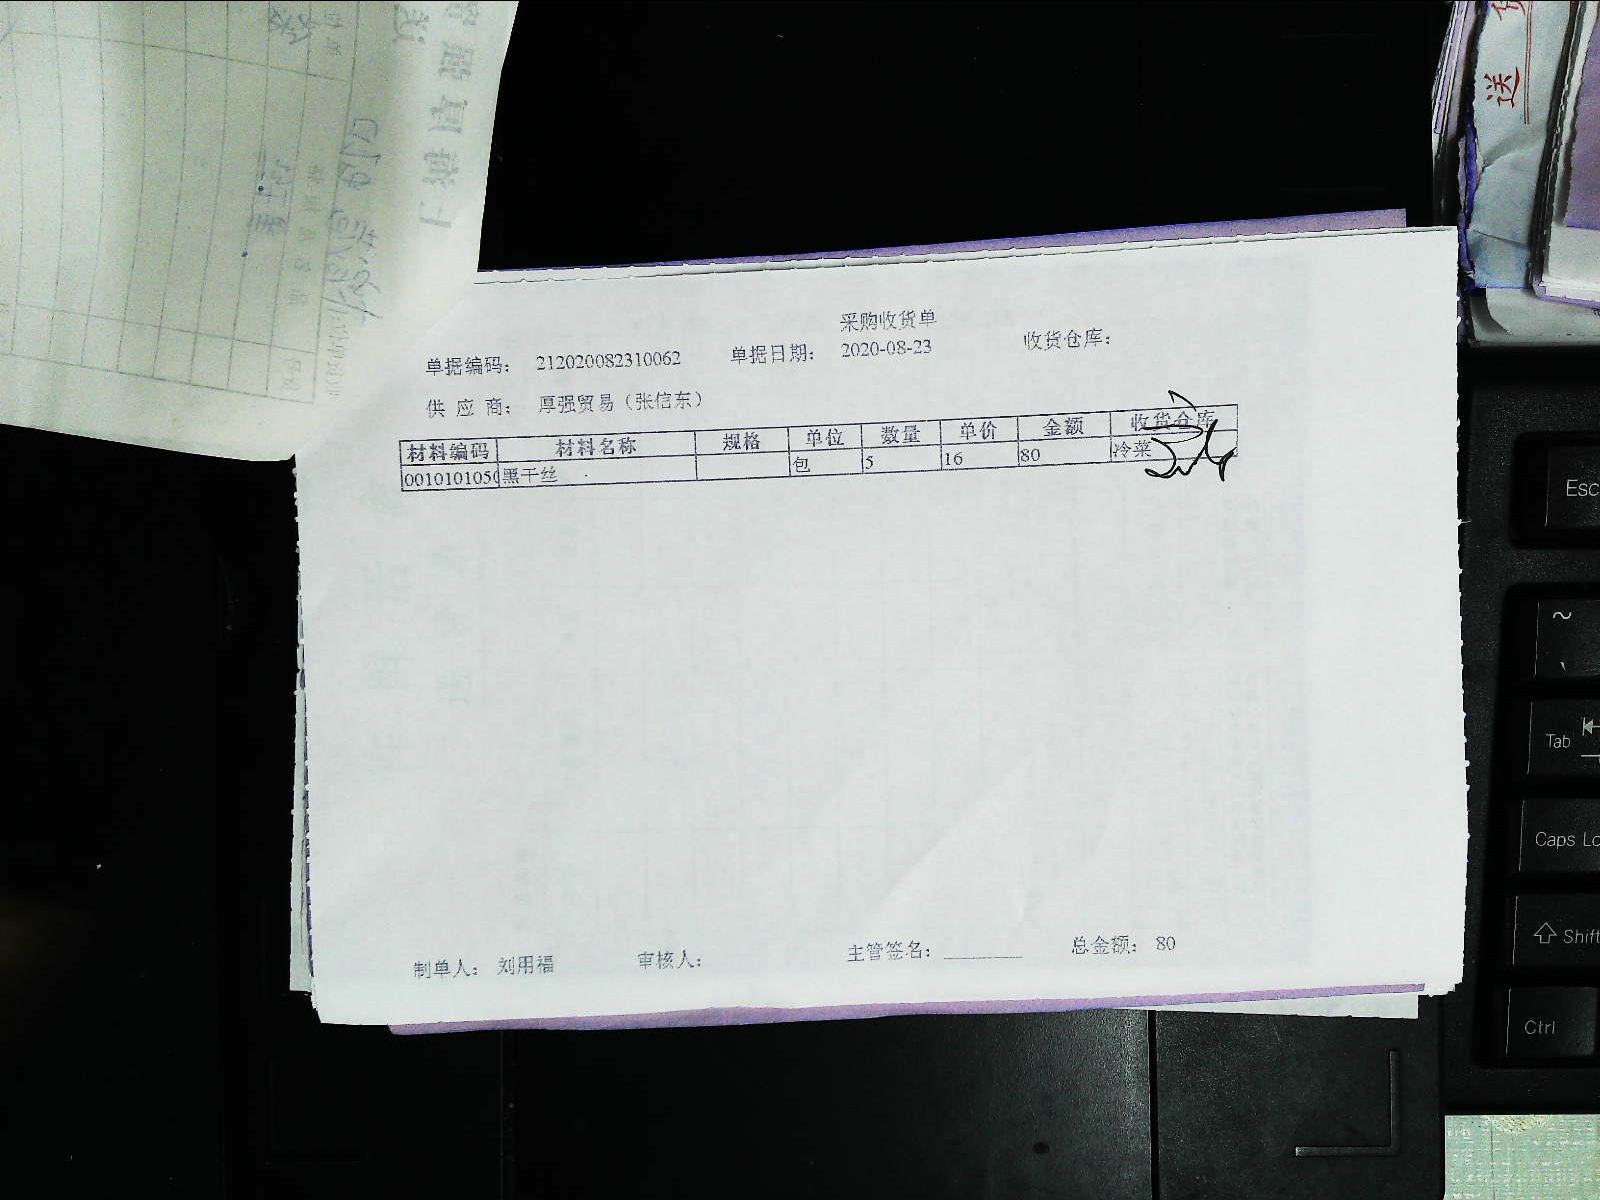 采购收货单
单据编码： 212020082310062 单据日期： 2020-08-23 收货仓库：
供 应 商： 厚强贸易（张信东）
材料编码 材料名称 规格 单位 数量 单价 金额 收货仓库
001010105 黑干丝 包 5 16 80 冷菜
制单人： 刘用福 审核人： 主管签名： 总金额： 80
送
Esc
~
Tab
Caps Lo
Shift
Ctrl